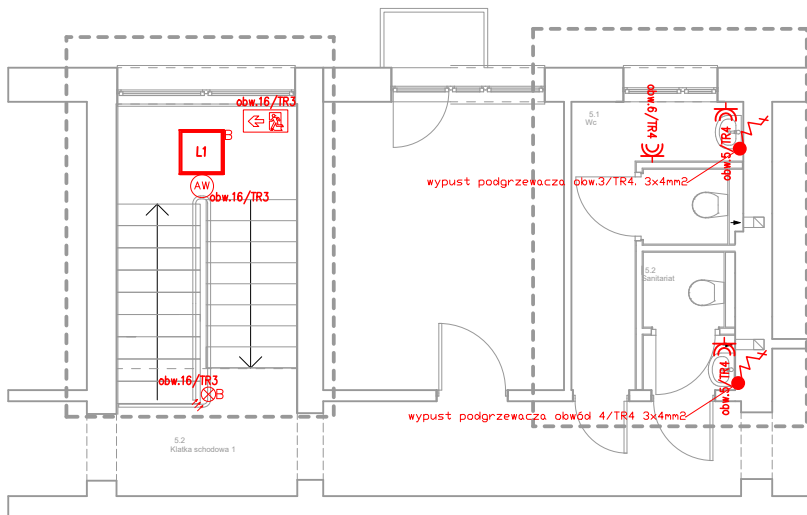 obw.16/TR3
B
L1
AW
obw.16/TR3
obw.16/TR3
B
5.2
Klatka schodowa 1
5.1
Wc
obw.6/TR4
obw.5/TR4
wypust podgrzewacza obw.3/TR4. 3x4mm2
5.2
Sanitariat
obw.5/TR4
wypust podgrzewacza obwód 4/TR4 3x4mm2